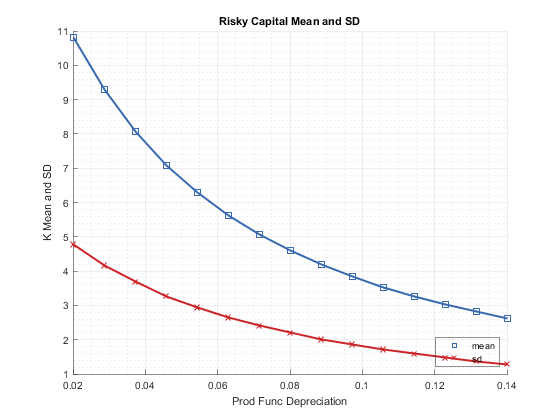 Risky Capital Mean and SD
K Mean and SD
11
10
9
8
7
6
5
4
3
2
1
mean
sd
0.02 0.04 0.06 0.08 0.1 0.12 0.14
Prod Func Depreciation